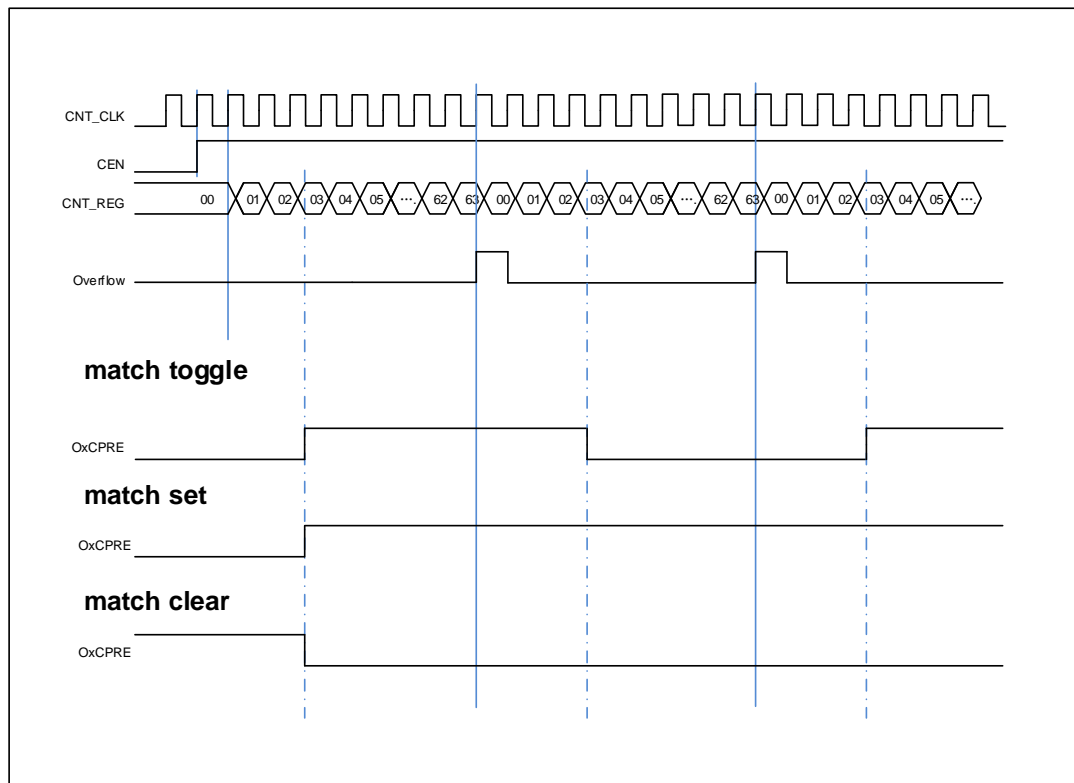 CNT_CLK
CEN
CNT_REG 00 01 02 03 04 05 …. 62 63 00 01 02 03 04 05 …. 62 63 00 01 02 03 04 05 ….
Overflow
match toggle
OxCPRE
match set
OxCPRE
match clear
OxCPRE